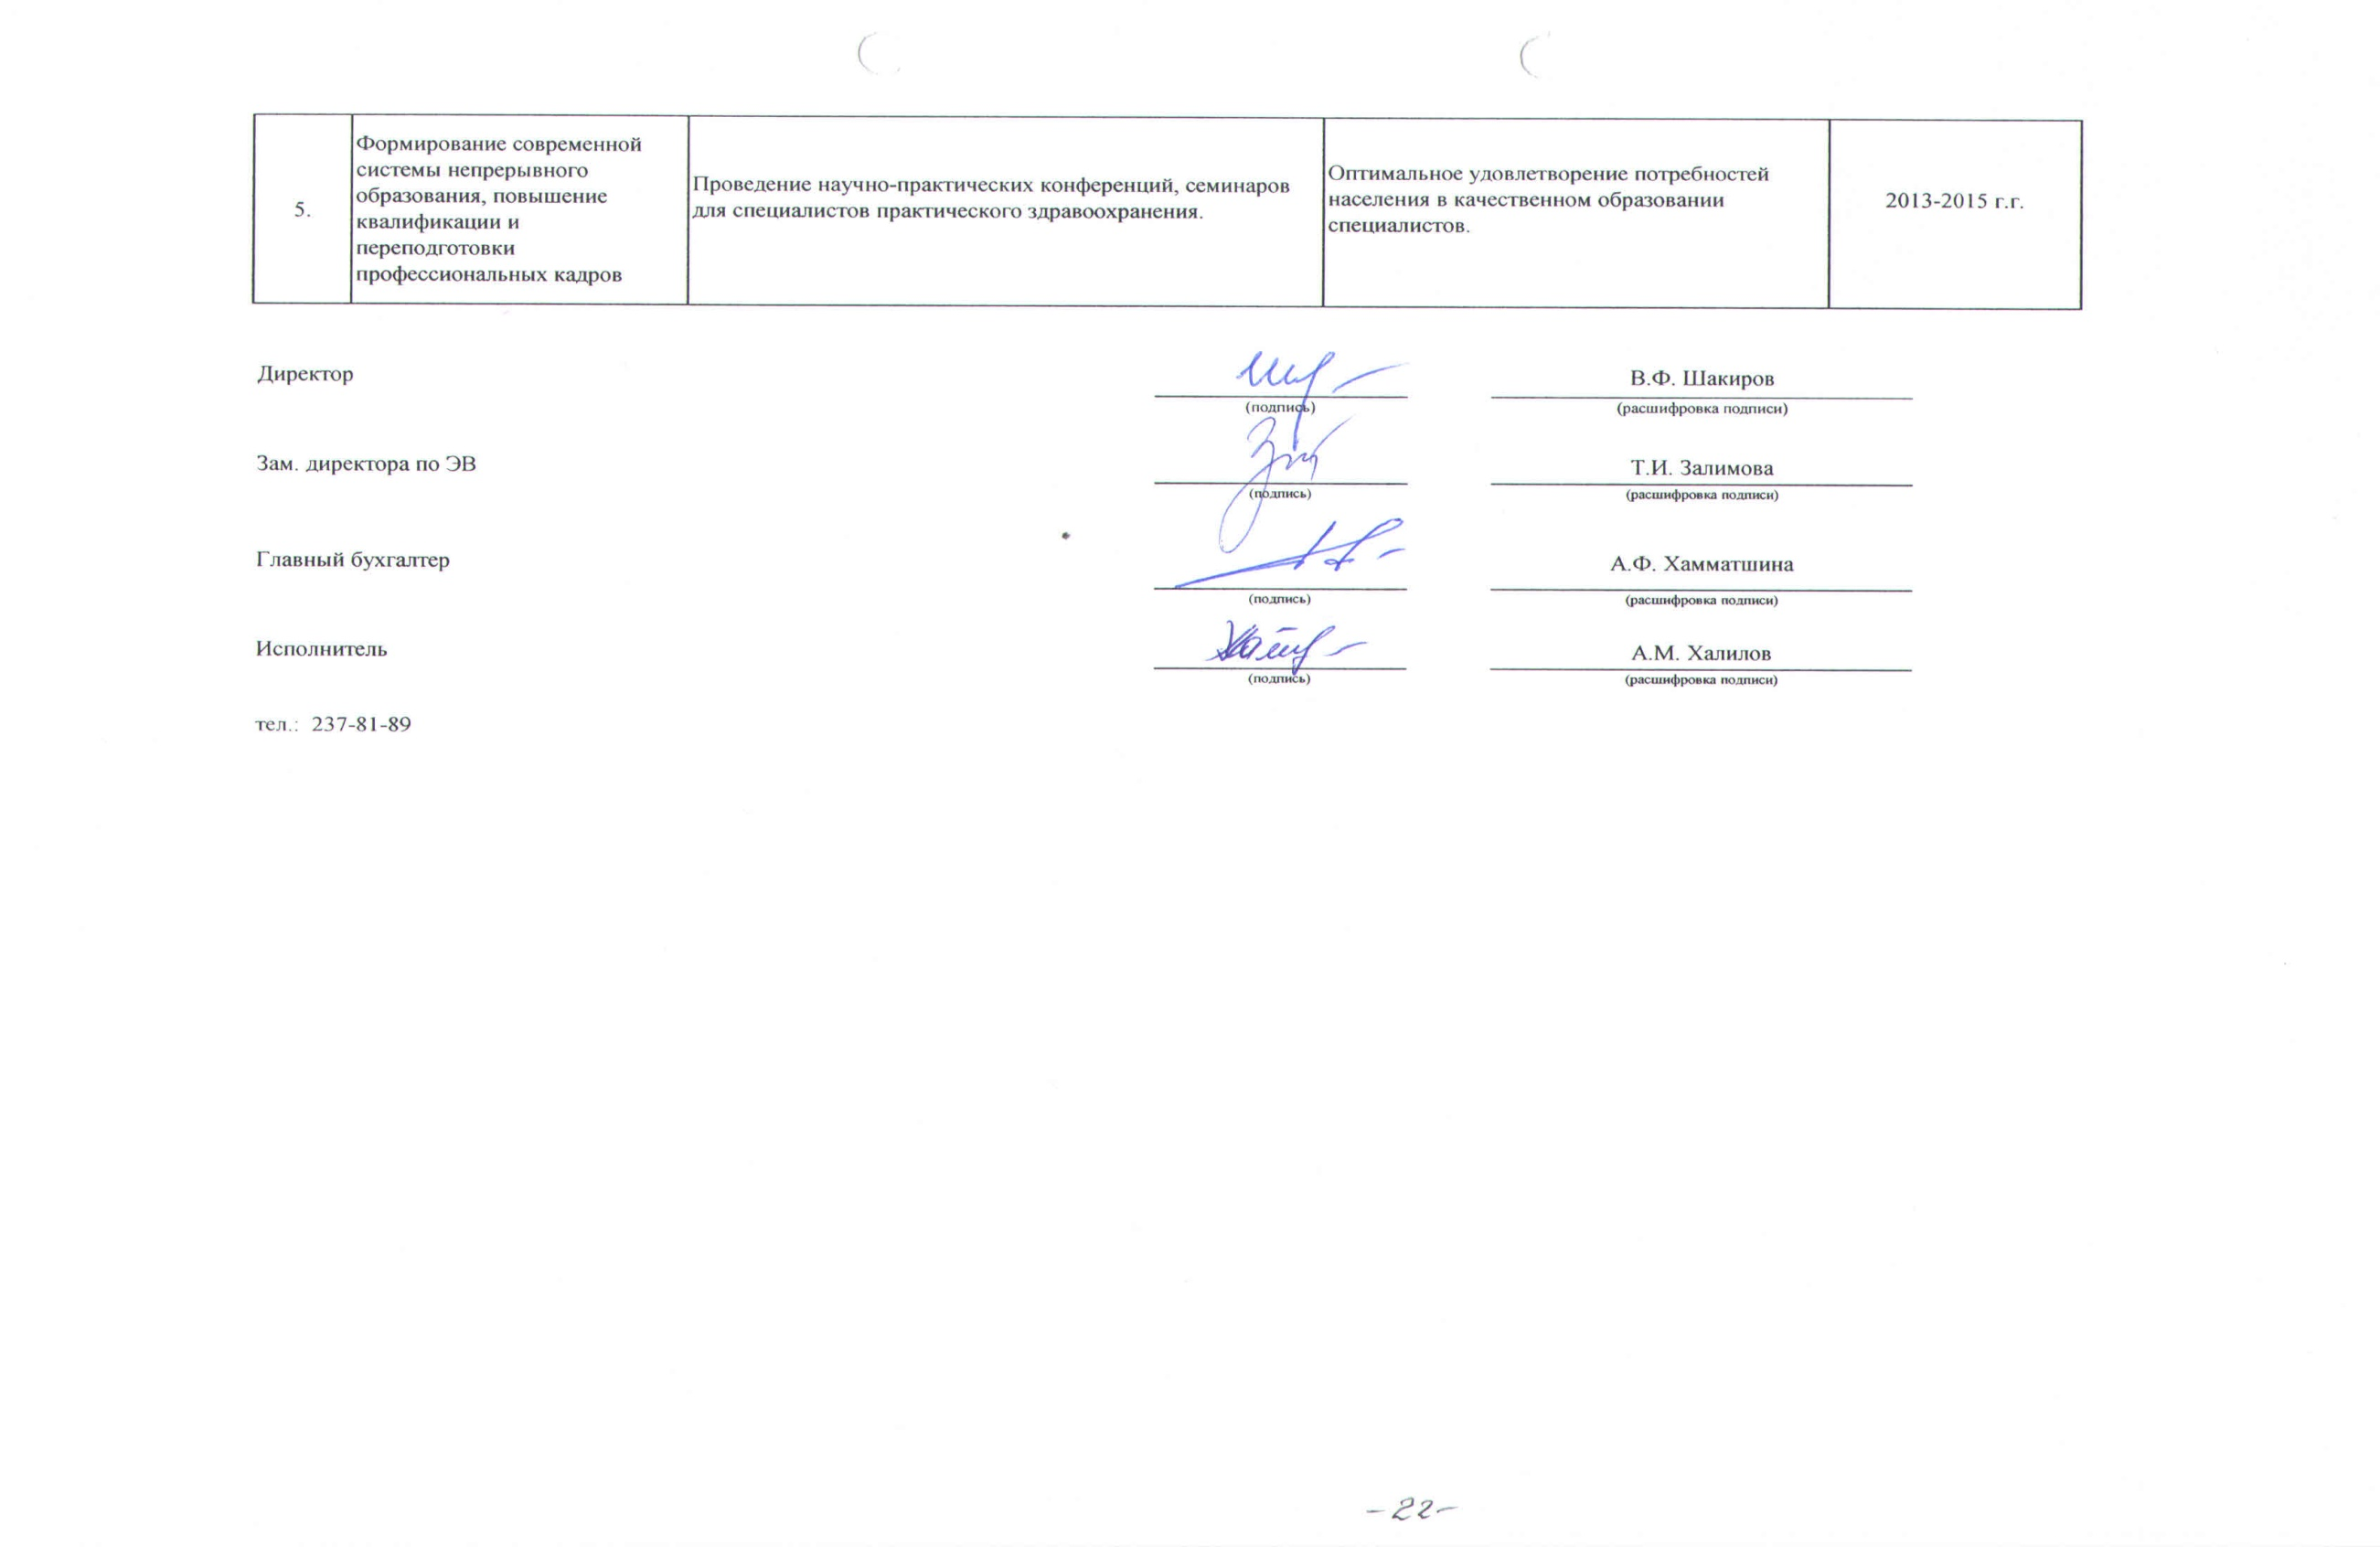 5.
Формирование современной
системы непрерывного
образования, повышение
квалификации и
переподготовки
профессиональных кадров
Проведение научно-практических конференций, семинаров
для специалистов практического здравоохранения.
Оптимальное удовлетворение потребностей
населения в качественном образовании
специалистов.
2013-2015 г.г.
Директор
(подпись)
В.Ф. Шакиров
(расшифровка подписи)
Зам. директора по ЭВ
(подпись)
Т.И. Залимова
(расшифровка подписи)
Главный бухгалтер
(подпись)
А.Ф. Хамматшина
(расшифровка подписи)
Исполнитель
(подпись)
А.М. Халилов
(расшифровка подписи)
тел.: 237-81-89
-22-